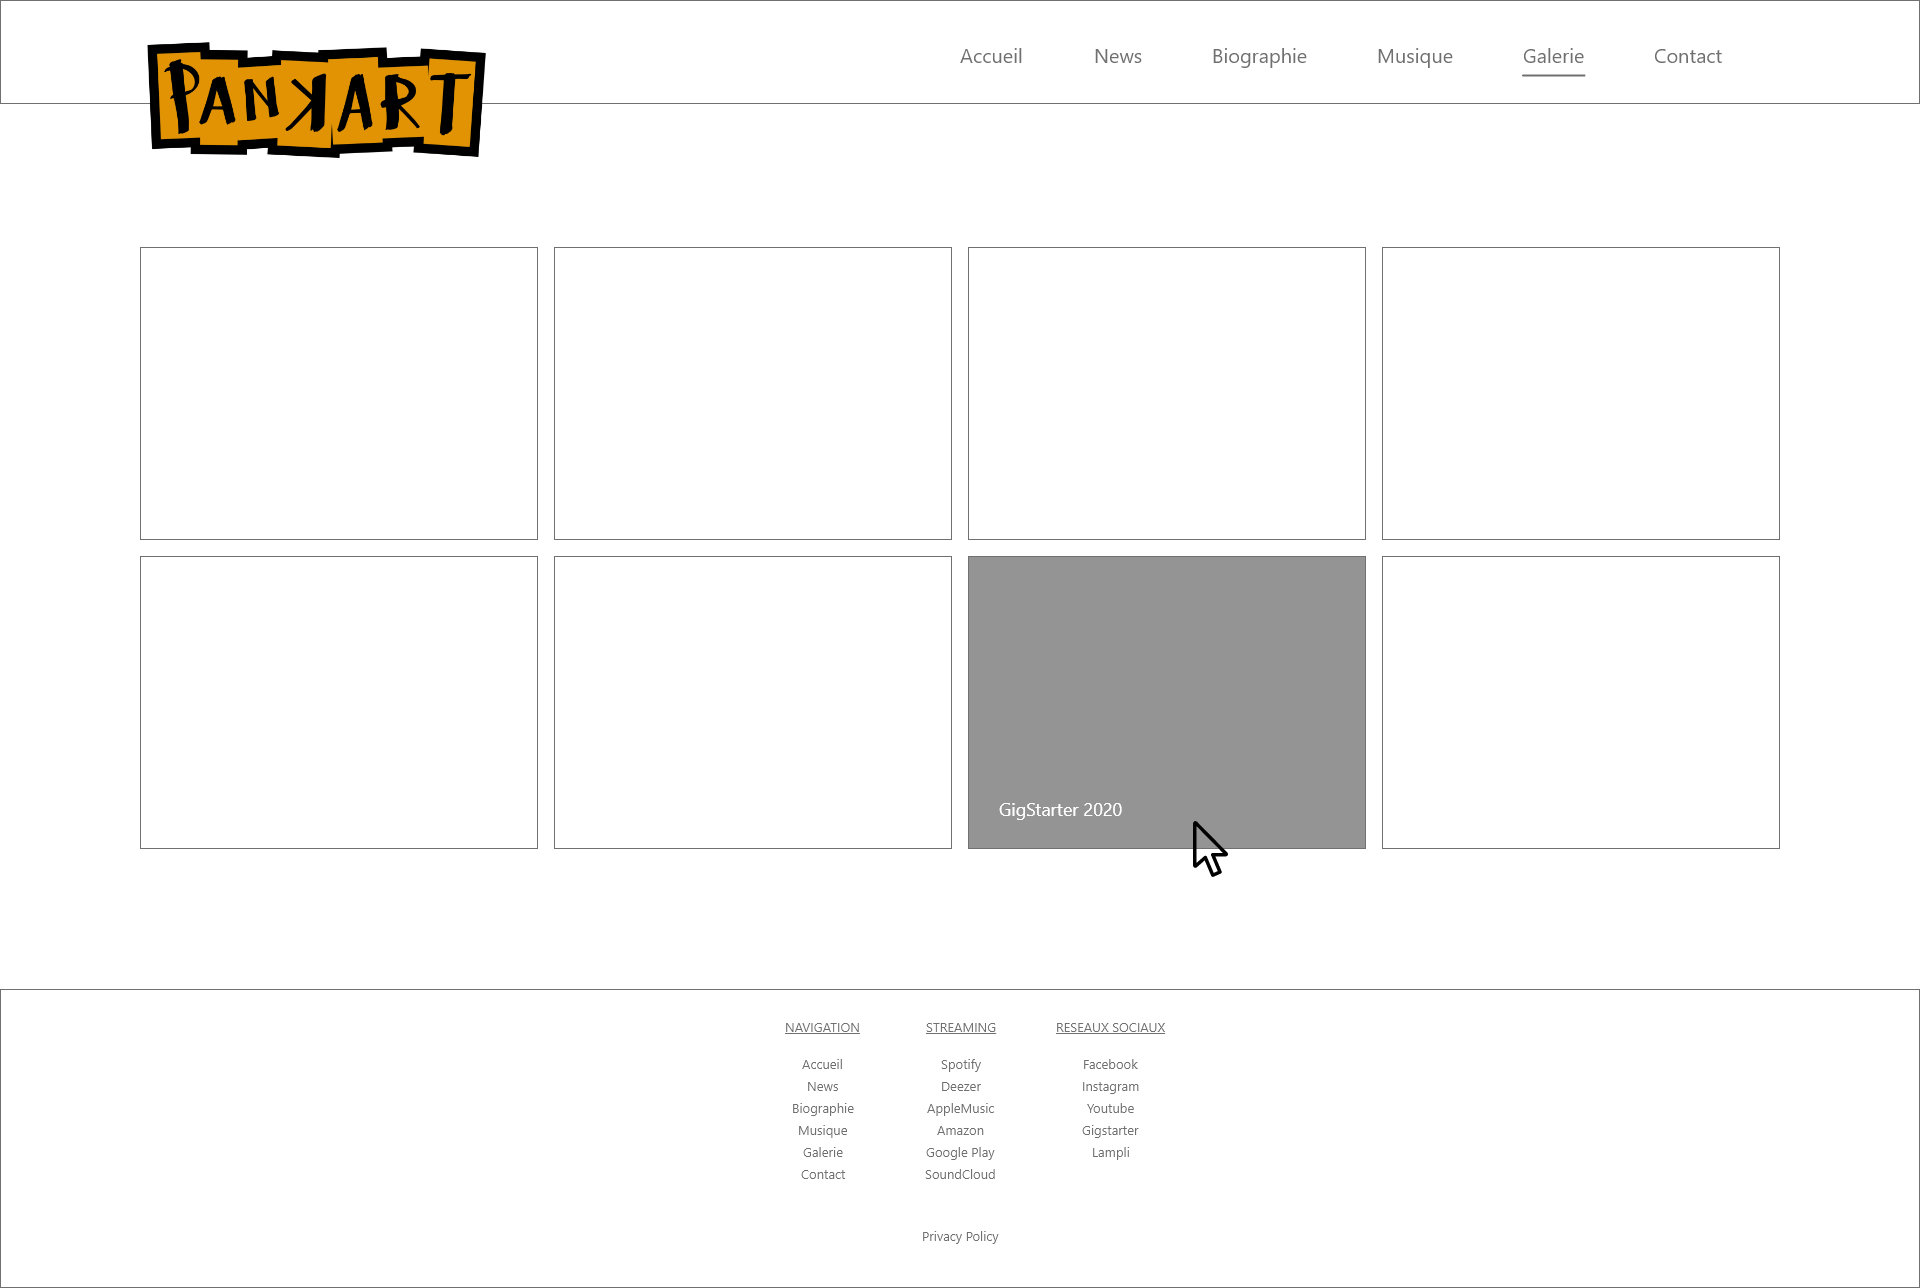 PANKART
Accueil News Biographie Musique Galerie Contact
GigStarter 2020
NAVIGATION
Accueil
News
Biographie
Musique
Galerie
Contact
STREAMING
Spotify
Deezer
AppleMusic
Amazon
Google Play
SoundCloud
RESEAUX SOCIAUX
Facebook
Instagram
Youtube
Gigstarter
Lampli
Privacy Policy